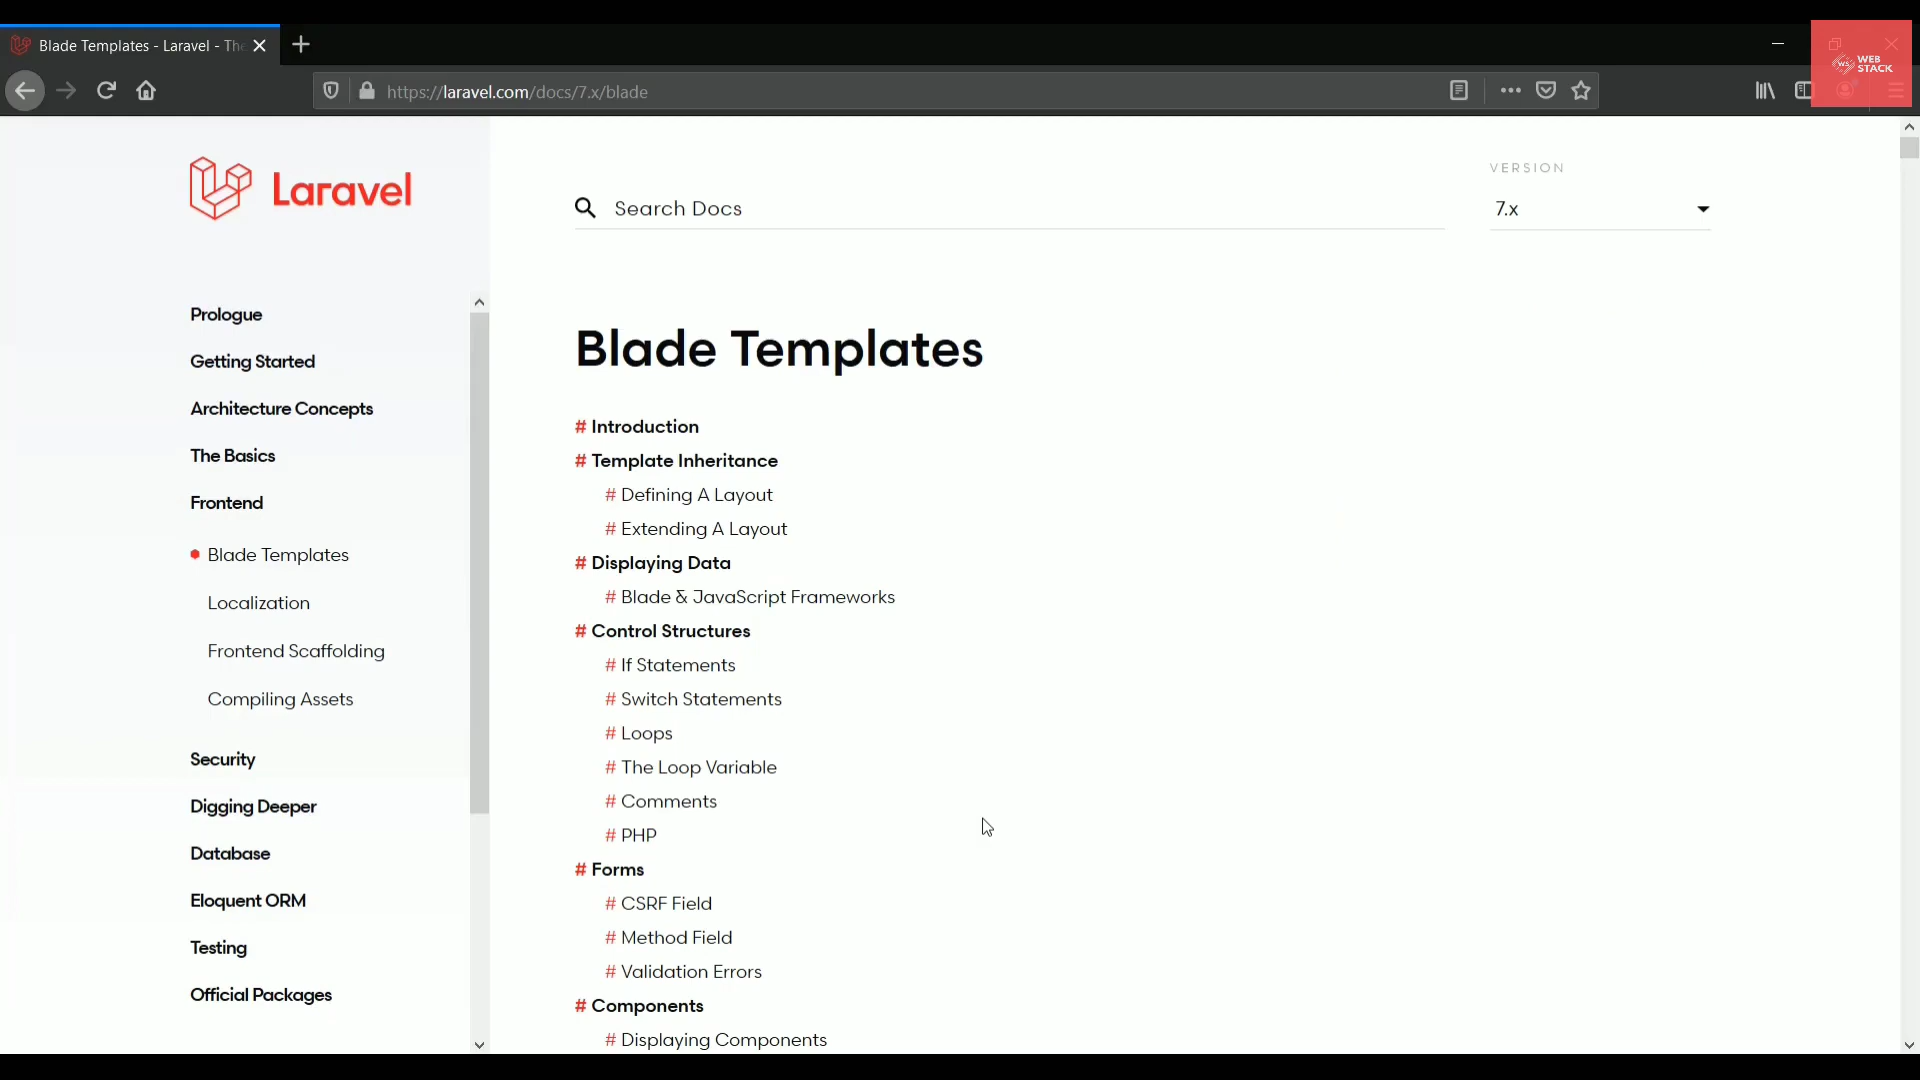 Blade Templates - Laravel - The
https://laravel.com/docs/7.x/blade
WS WEB STACK
Laravel
Search Docs
VERSION
7.x
Prologue
Getting Started
Architecture Concepts
The Basics
Frontend
Blade Templates
Localization
Frontend Scaffolding
Compiling Assets
Security
Digging Deeper
Database
Eloquent ORM
Testing
Official Packages
Blade Templates
# Introduction
# Template Inheritance
# Defining A Layout
# Extending A Layout
# Displaying Data
# Blade & JavaScript Frameworks
# Control Structures
# If Statements
# Switch Statements
# Loops
# The Loop Variable
# Comments
# PHP
# Forms
# CSRF Field
# Method Field
# Validation Errors
# Components
# Displaying Components